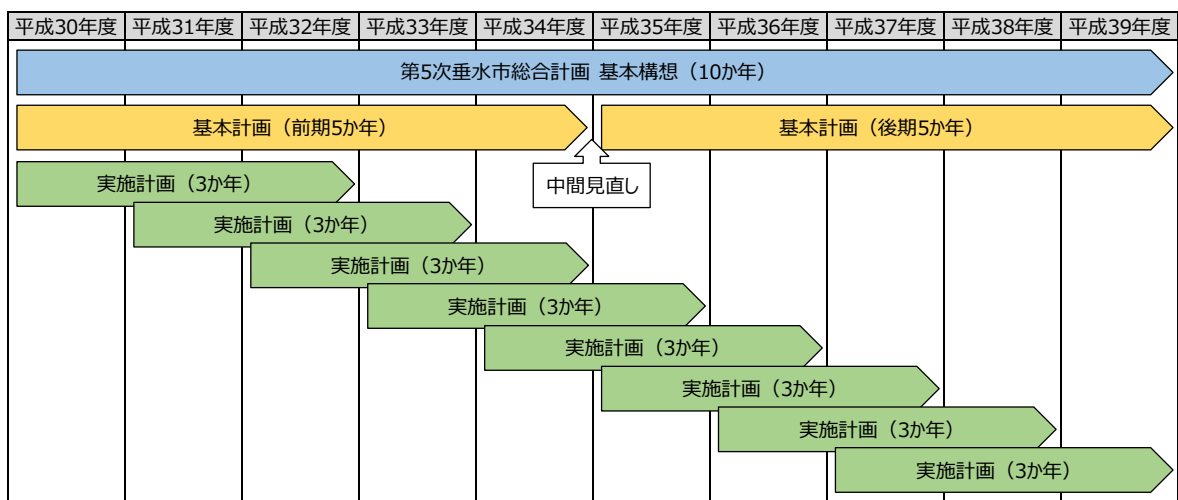 平成30年度 平成31年度 平成32年度 平成33年度 平成34年度 平成35年度 平成36年度 平成37年度 平成38年度 平成39年度
第5次垂水市総合計画 基本構想（10か年）
基本計画（前期5か年） 基本計画（後期5か年）
中間見直し
実施計画（3か年）
実施計画（3か年）
実施計画（3か年）
実施計画（3か年）
実施計画（3か年）
実施計画（3か年）
実施計画（3か年）
実施計画（3か年）